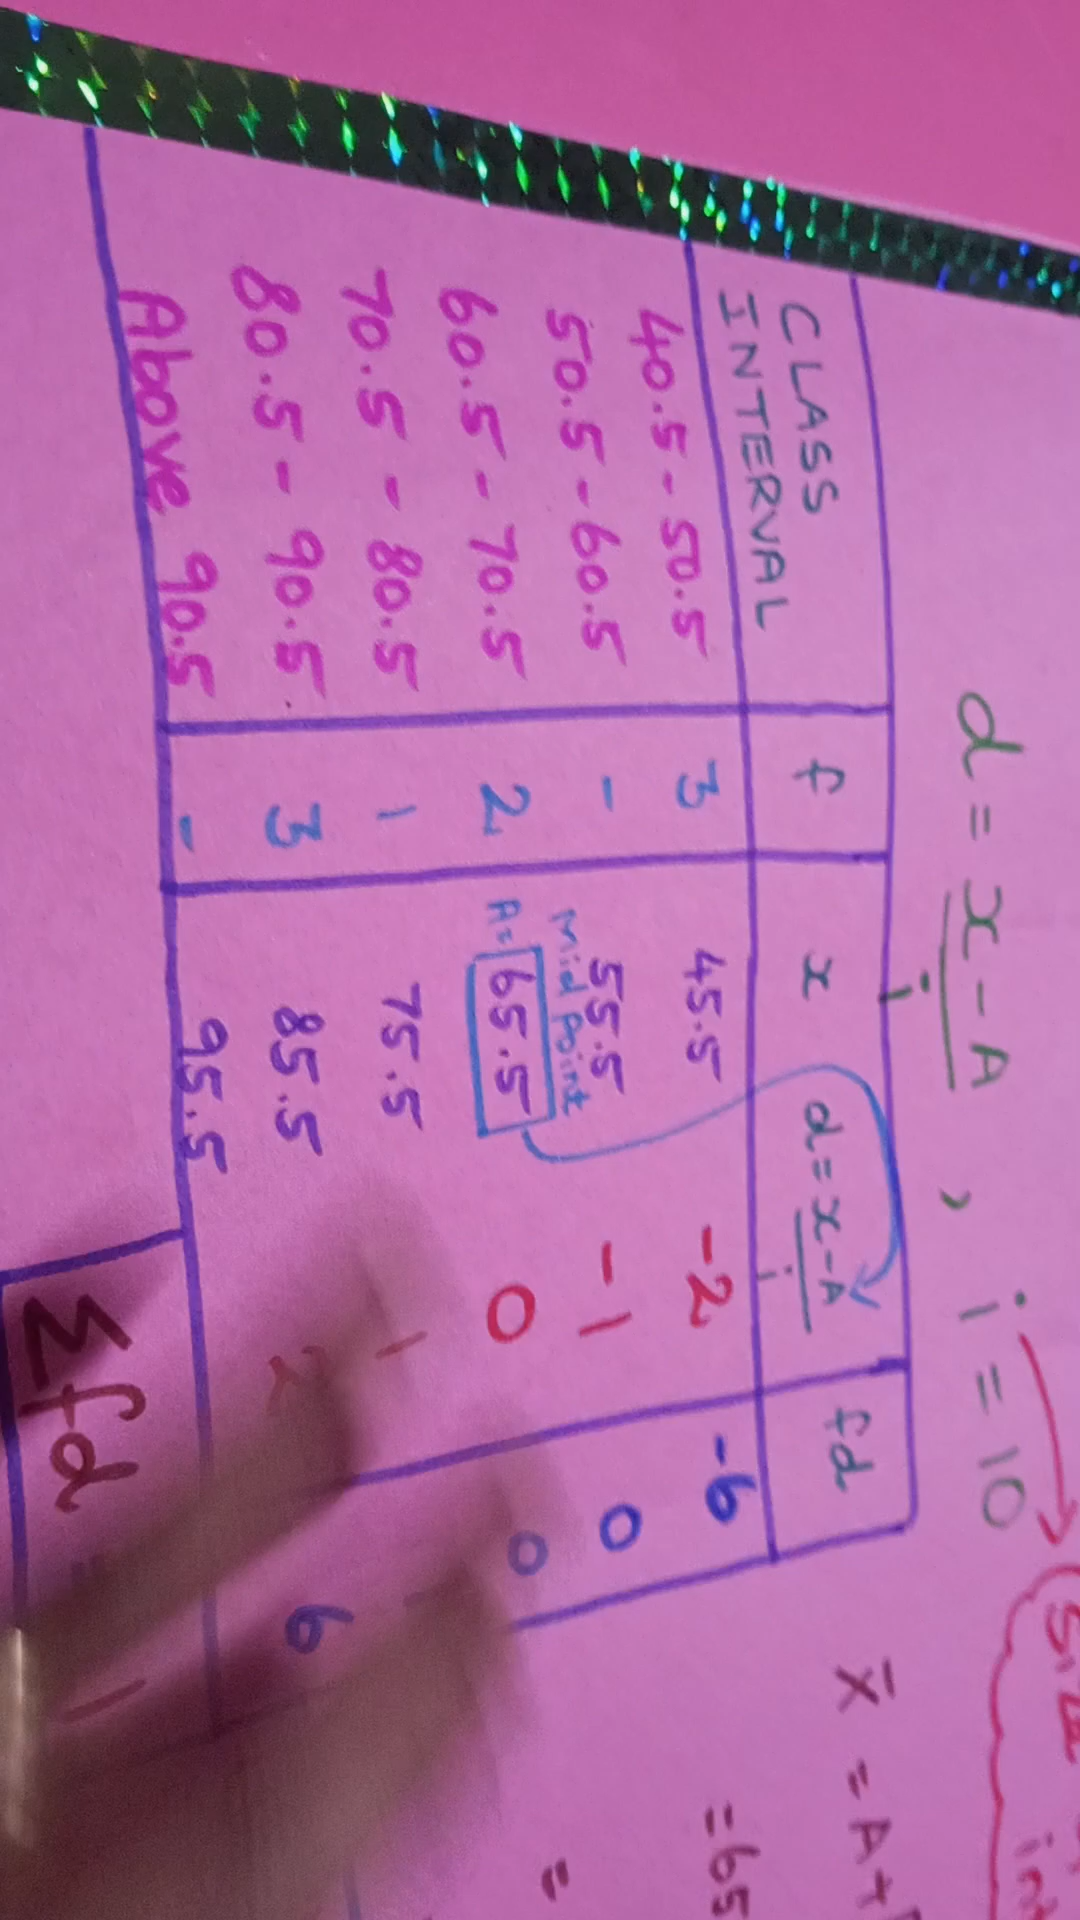 d = x - A , i = 10
i
CLASS INTERVAL f x d = x - A fd
i
40.5 - 50.5 3 45.5 -2 -6
50.5 - 60.5 - 55.5 -1 0
Mid Point
60.5 - 70.5 2 A = 65.5 0 0
70.5 - 80.5 1 75.5 1
80.5 - 90.5 3 85.5 2 6
Above 90.5 - 95.5
Σfd
x̄ = A +
= 65
=